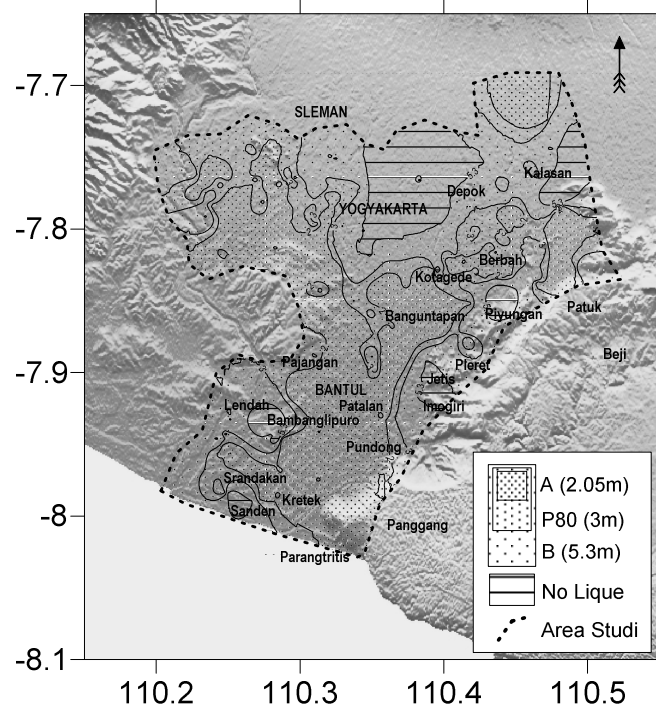 -7.7
SLEMAN
Kalasan
Depok
YOGYAKARTA
-7.8
Berbah
Kotagede
Patuk
Banguntapan
Piyungan
Beji
Pleret
Pajangan
-7.9
Jetis
BANTUL
Lendah
Patalan
Imogiri
Bambanglipuro
Pundong
Srandakan
Kretek
Sanden
-8
Panggang
Parangtritis
A (2.05m)
P80 (3m)
B (5.3m)
No Lique
Area Studi
-8.1
110.2 110.3 110.4 110.5